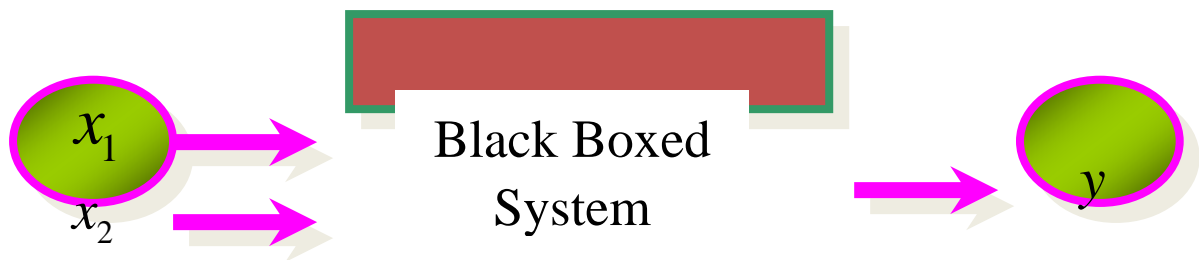 x₁
x₂
Black Boxed
System
y